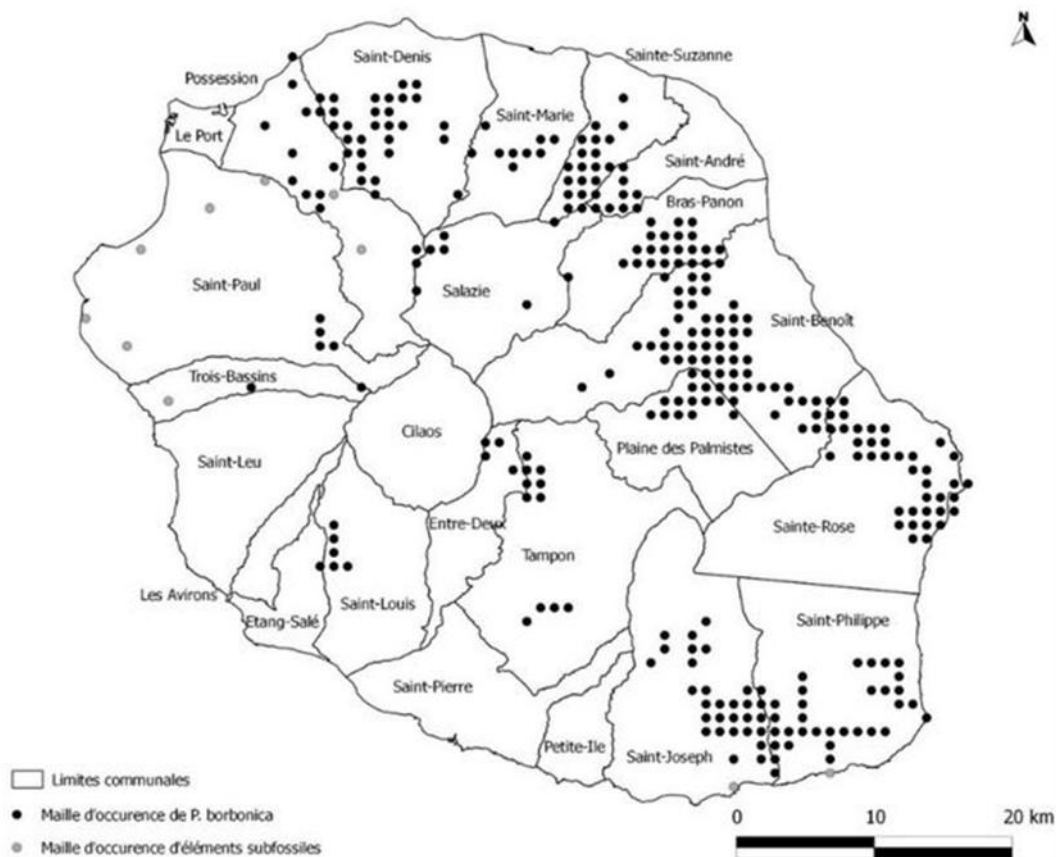 N
Saint-Denis
Sainte-Suzanne
Possession
Saint-Marie
Le Port
Saint-André
Bras-Panon
Saint-Paul
Salazie
Saint-Benoît
Trois-Bassins
Cilaos
Plaine des Palmistes
Saint-Leu
Entre-Deux
Sainte-Rose
Tampon
Les Avirons
Saint-Louis
Etang-Salé
Saint-Philippe
Saint-Pierre
Petite-Ile
Saint-Joseph
Limites communales
Maille d'occurence de P. borbonica
Maille d'occurence d'éléments subfossiles
0 10 20 km